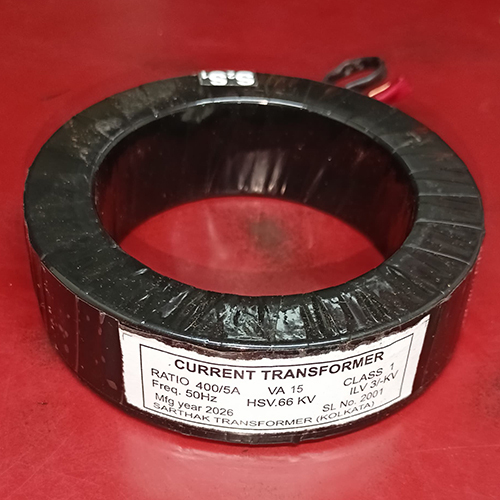 S.S.
CURRENT TRANSFORMER
RATIO 400/5A VA 15 CLASS 1
Freq. 50Hz HSV.66 KV ILV 3/-KV
Mfg year 2026 SL No. 2001
SARTHAK TRANSFORMER (KOLKATA)